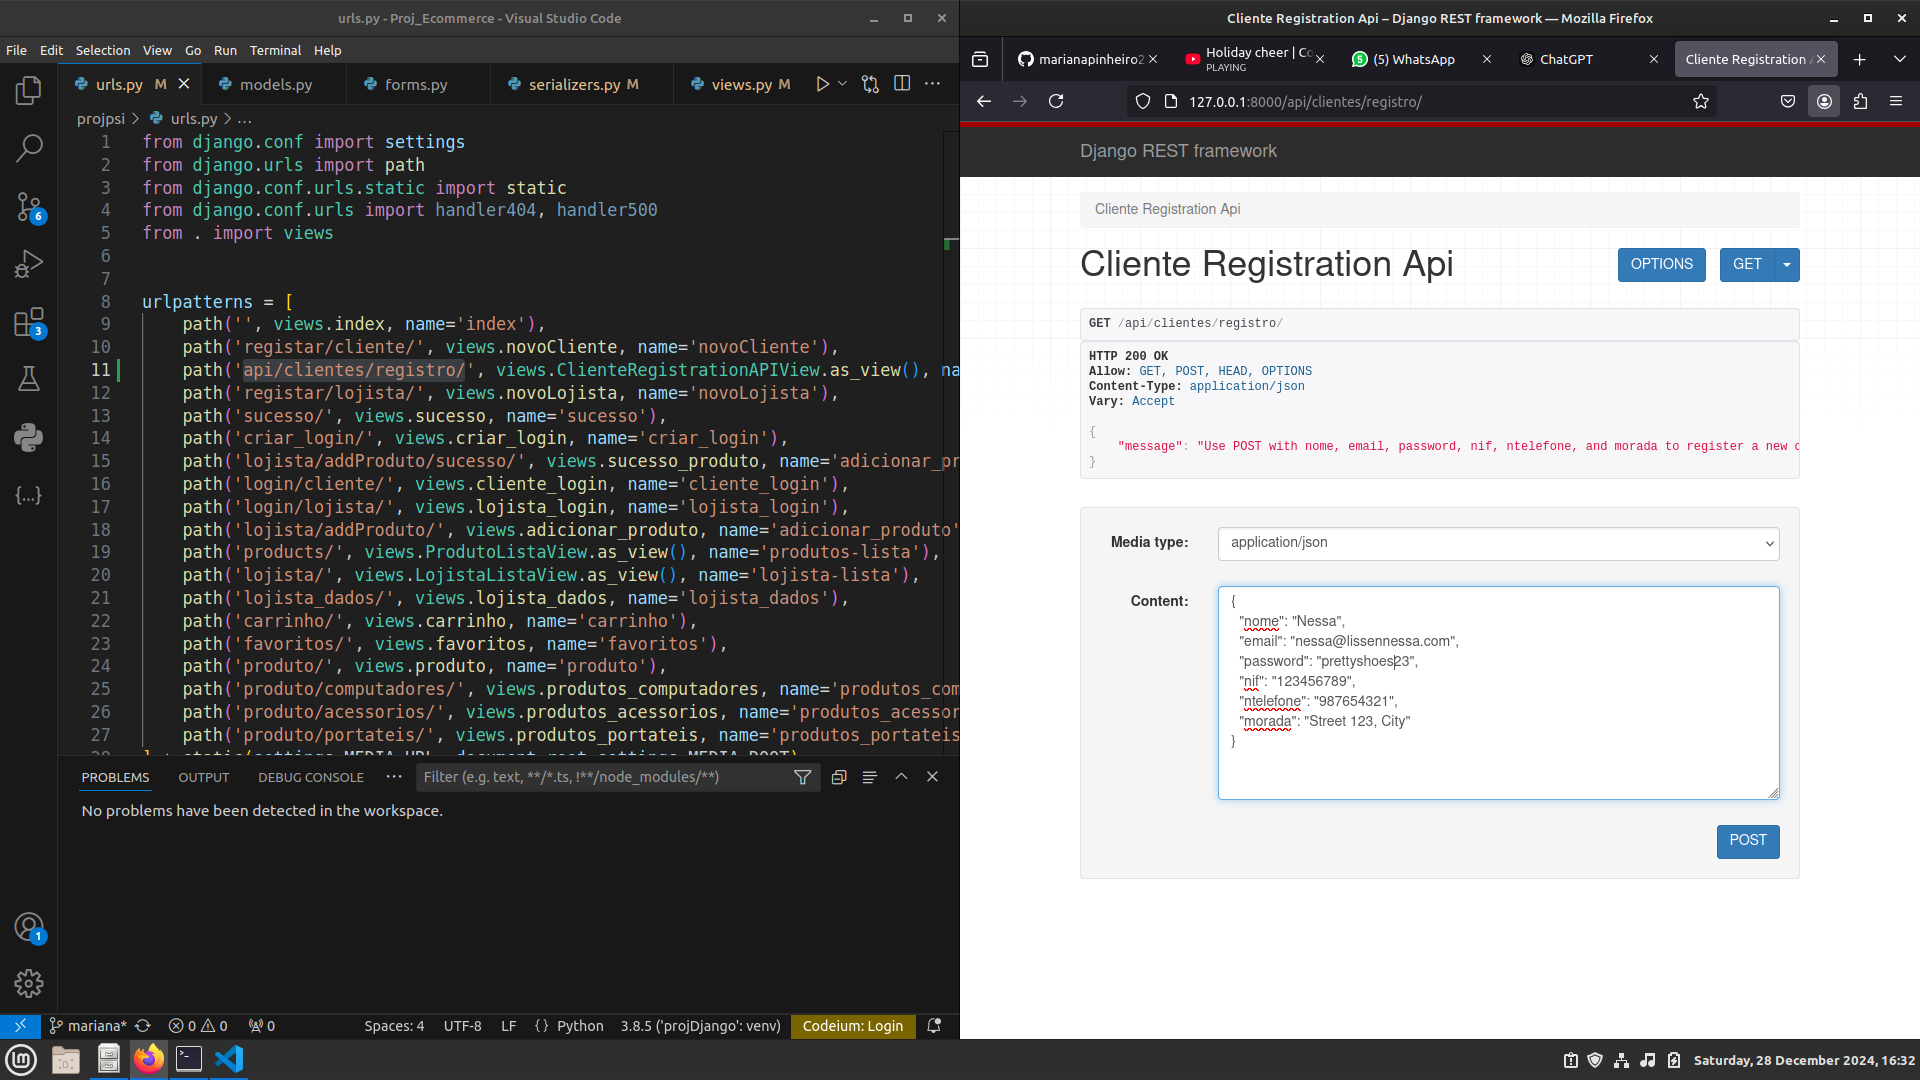 urls.py - Proj_Ecommerce - Visual Studio Code
File Edit Selection View Go Run Terminal Help
urls.py M
models.py
forms.py
serializers.py M
views.py M
projpsi > urls.py > ...
1 from django.conf import settings
2 from django.urls import path
3 from django.conf.urls.static import static
4 from django.conf.urls import handler404, handler500
5 from . import views
6
7
8 urlpatterns = [
9 path('', views.index, name='index'),
10 path('registar/cliente/', views.novoCliente, name='novoCliente'),
11 path('api/clientes/registro/', views.ClienteRegistrationAPIView.as_view(), na
12 path('registar/lojista/', views.novoLojista, name='novoLojista'),
13 path('sucesso/', views.sucesso, name='sucesso'),
14 path('criar_login/', views.criar_login, name='criar_login'),
15 path('lojista/addProduto/sucesso/', views.sucesso_produto, name='adicionar_pr
16 path('login/cliente/', views.cliente_login, name='cliente_login'),
17 path('login/lojista/', views.lojista_login, name='lojista_login'),
18 path('lojista/addProduto/', views.adicionar_produto, name='adicionar_produto'
19 path('products/', views.ProdutoListaView.as_view(), name='produtos-lista'),
20 path('lojista/', views.LojistaListaView.as_view(), name='lojista-lista'),
21 path('lojista_dados/', views.lojista_dados, name='lojista_dados'),
22 path('carrinho/', views.carrinho, name='carrinho'),
23 path('favoritos/', views.favoritos, name='favoritos'),
24 path('produto/', views.produto, name='produto'),
25 path('produto/computadores/', views.produtos_computadores, name='produtos_com
26 path('produto/acessorios/', views.produtos_acessorios, name='produtos_acessor
27 path('produto/portateis/', views.produtos_portateis, name='produtos_portateis
28 ] + static(settings.MEDIA_URL, document_root=settings.MEDIA_ROOT)
PROBLEMS OUTPUT DEBUG CONSOLE ... Filter (e.g. text, **/*.ts, !**/node_modules/**)
No problems have been detected in the workspace.
6
3
{...}
1
mariana* 0 0 0 Spaces: 4 UTF-8 LF {} Python 3.8.5 ('projDjango': venv) Codeium: Login
Cliente Registration Api – Django REST framework — Mozilla Firefox
marianapinheiro2
Holiday cheer | Co
PLAYING
(5) WhatsApp
ChatGPT
Cliente Registration A
127.0.0.1:8000/api/clientes/registro/
Django REST framework
Cliente Registration Api
Cliente Registration Api
OPTIONS
GET
GET /api/clientes/registro/
HTTP 200 OK
Allow: GET, POST, HEAD, OPTIONS
Content-Type: application/json
Vary: Accept
{
"message": "Use POST with nome, email, password, nif, ntelefone, and morada to register a new c
}
Media type: application/json
Content:
{
"nome": "Nessa",
"email": "nessa@lissennessa.com",
"password": "prettyshoes23",
"nif": "123456789",
"ntelefone": "987654321",
"morada": "Street 123, City"
}
POST
Saturday, 28 December 2024, 16:32